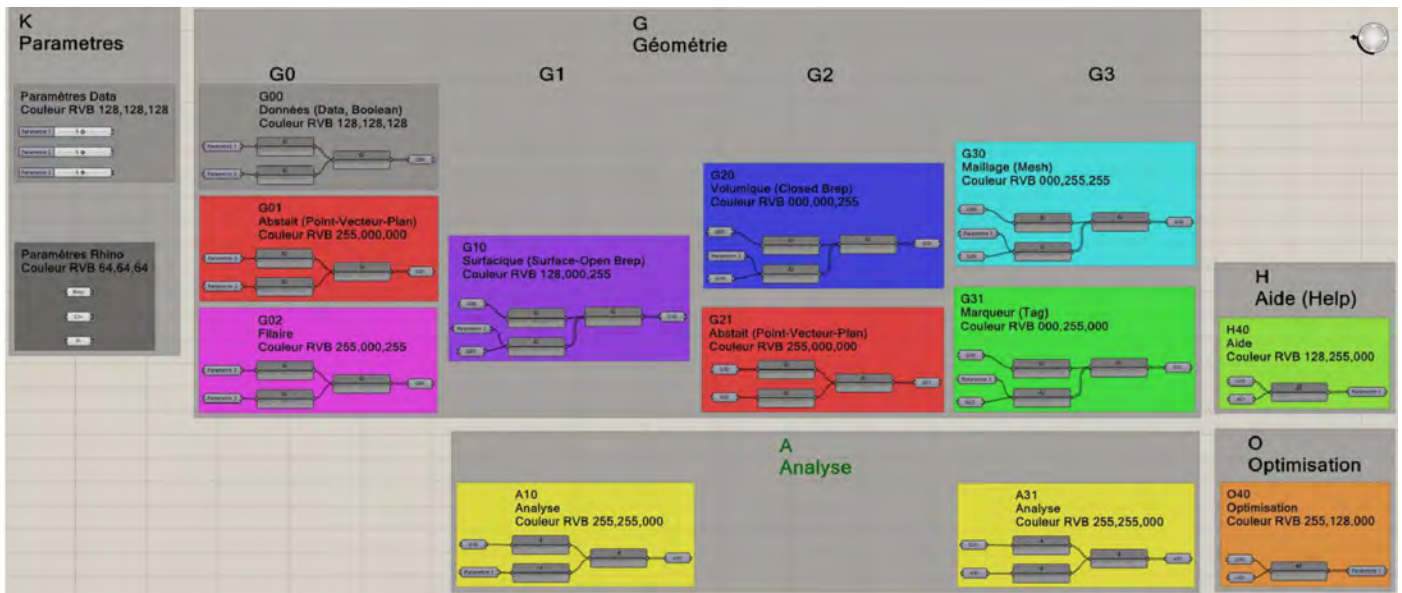 K
Parametres
Paramètres Data
Couleur RVB 128,128,128
Parametre 1
Parametre 2
Parametre 3
Paramètres Rhino
Couleur RVB 64,64,64
G
Géométrie
G0
G1
G2
G3
G00
Données (Data, Boolean)
Couleur RVB 128,128,128
G01
Abstait (Point-Vecteur-Plan)
Couleur RVB 255,000,000
G02
Filaire
Couleur RVB 255,000,255
G10
Surfacique (Surface-Open Brep)
Couleur RVB 128,000,255
G20
Volumique (Closed Brep)
Couleur RVB 000,000,255
G21
Abstait (Point-Vecteur-Plan)
Couleur RVB 255,000,000
G30
Maillage (Mesh)
Couleur RVB 000,255,255
G31
Marqueur (Tag)
Couleur RVB 000,255,000
H
Aide (Help)
H40
Aide
Couleur RVB 128,255,000
A
Analyse
A10
Analyse
Couleur RVB 255,255,000
A31
Analyse
Couleur RVB 255,255,000
O
Optimisation
O40
Optimisation
Couleur RVB 255,128,000